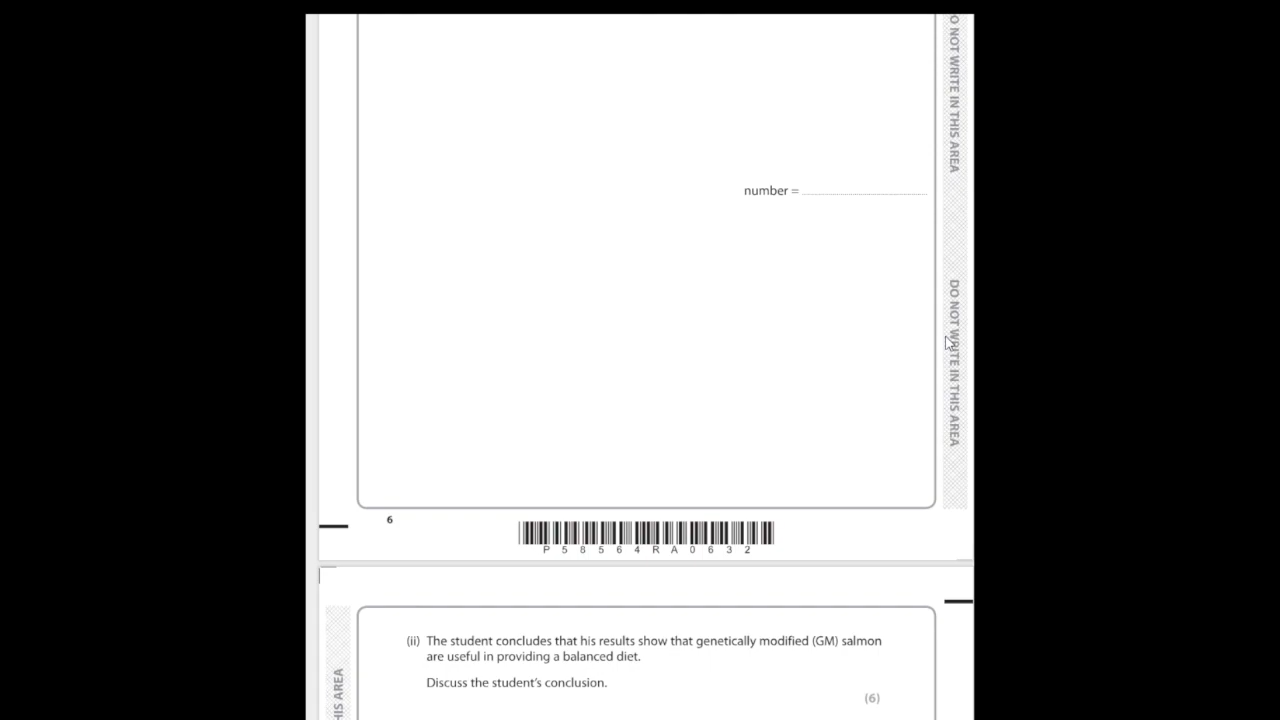 O NOT WRITE IN THIS AREA
number =
DO NOT WRITE IN THIS AREA
6
P 5 8 5 6 4 R A 0 6 3 2
(ii) The student concludes that his results show that genetically modified (GM) salmon
are useful in providing a balanced diet.
Discuss the student's conclusion.
(6)
HIS AREA